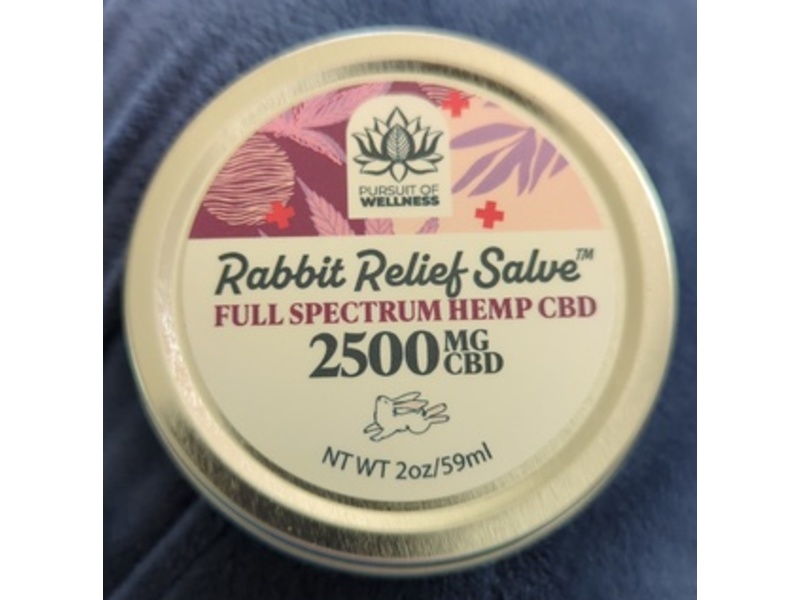 PURSUIT OF
WELLNESS
Rabbit Relief Salve™
FULL SPECTRUM HEMP CBD
2500 MG
CBD
NT WT 2oz/59ml